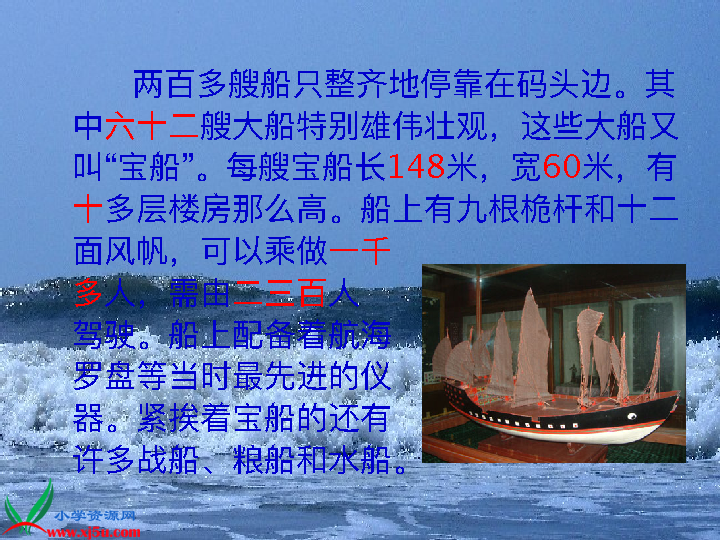 两百多艘船只整齐地停靠在码头边。其
中六十二艘大船特别雄伟壮观，这些大船又
叫“宝船”。每艘宝船长148米，宽60米，有
十多层楼房那么高。船上有九根桅杆和十二
面风帆，可以乘做一千
多人，需由二三百人
驾驶。船上配备着航海
罗盘等当时最先进的仪
器。紧挨着宝船的还有
许多战船、粮船和水船。
小学资源网
www.xj5u.com